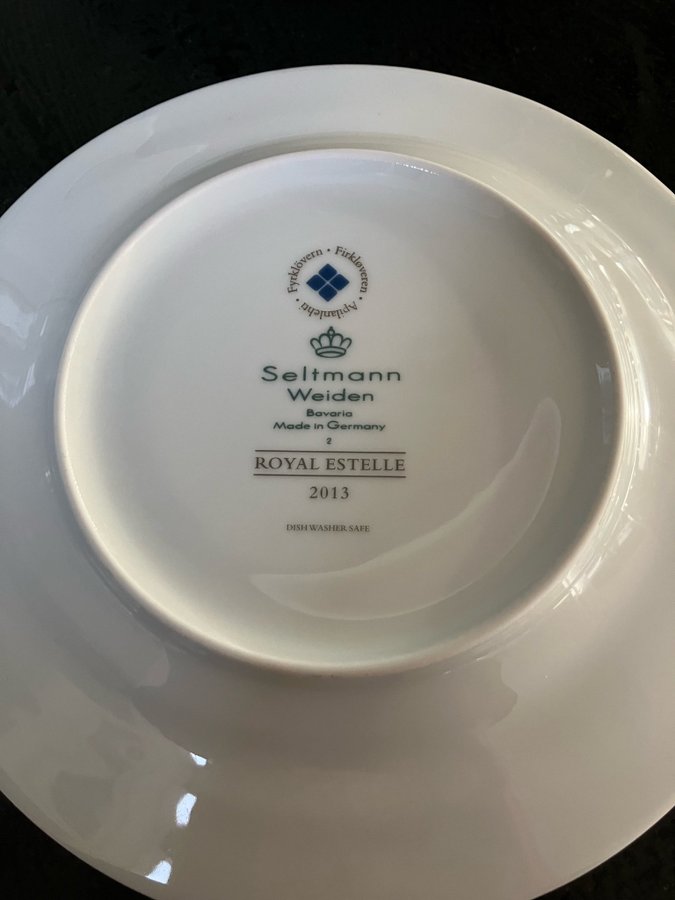 Fyrklövern • Firkløveren • Apilanlehti •
Seltmann
Weiden
Bavaria
Made in Germany
2
ROYAL ESTELLE
2013
DISH WASHER SAFE